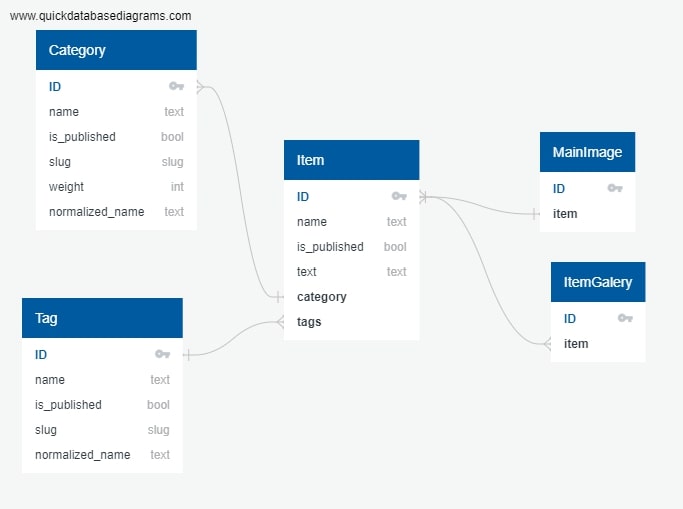 www.quickdatabasediagrams.com
Category
ID
name text
is_published bool
slug slug
weight int
normalized_name text
Tag
ID
name text
is_published bool
slug slug
normalized_name text
Item
ID
name text
is_published bool
text text
category
tags
MainImage
ID
item
ItemGalery
ID
item